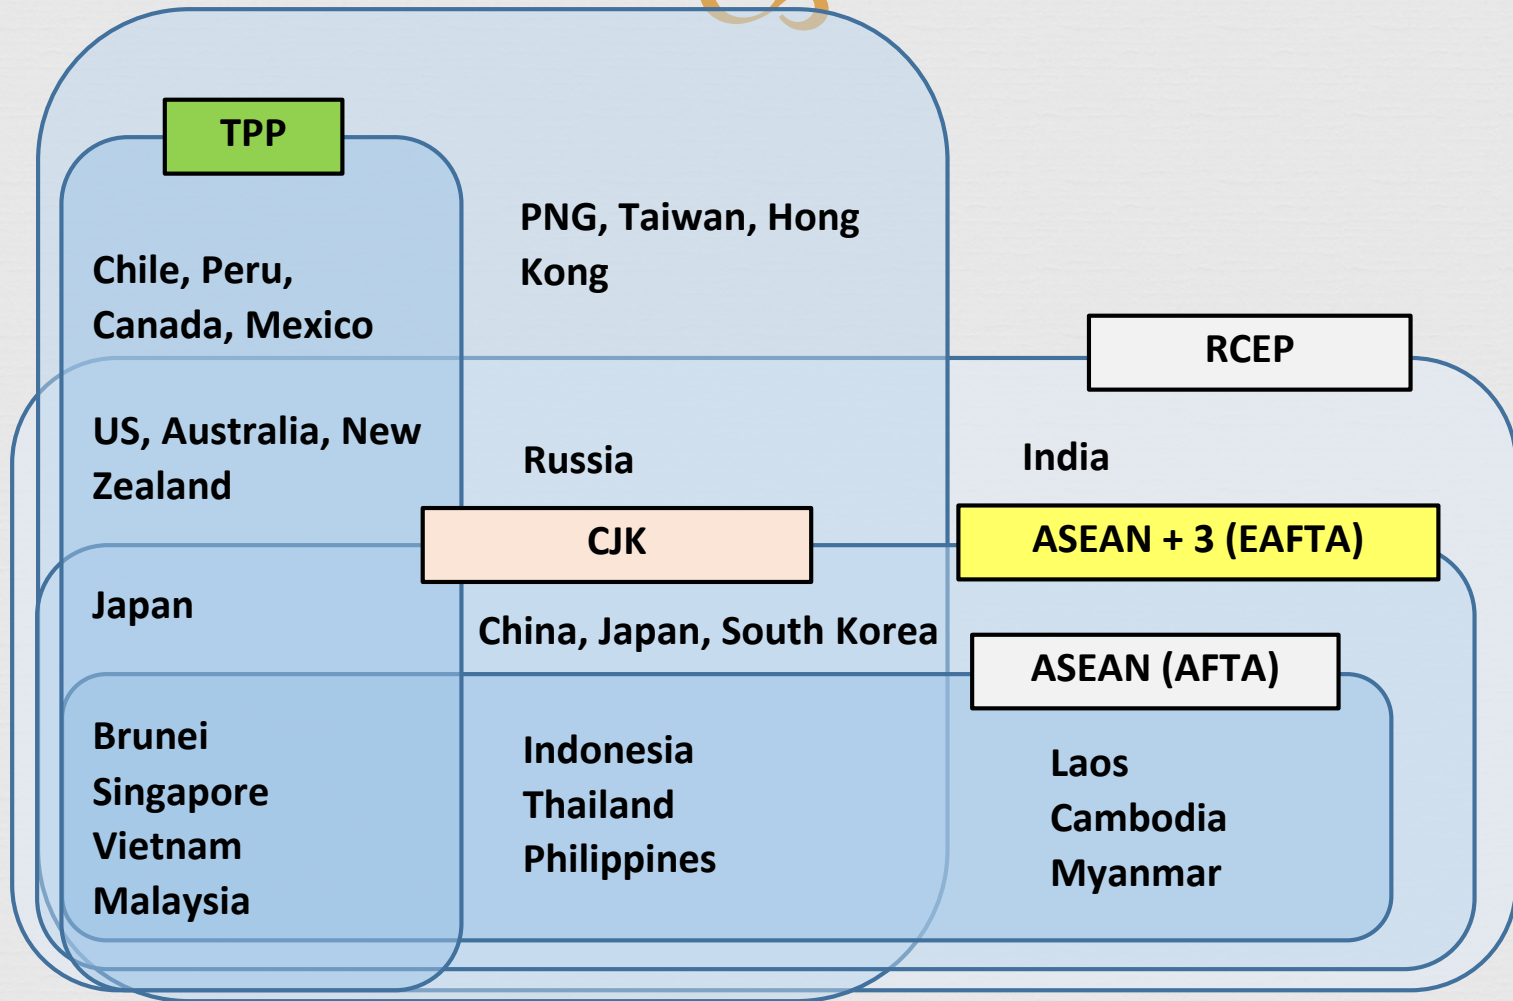 TPP
PNG, Taiwan, Hong
Kong
Chile, Peru,
Canada, Mexico
RCEP
US, Australia, New
Zealand
Russia
India
CJK
ASEAN + 3 (EAFTA)
Japan
China, Japan, South Korea
ASEAN (AFTA)
Brunei
Singapore
Vietnam
Malaysia
Indonesia
Thailand
Philippines
Laos
Cambodia
Myanmar